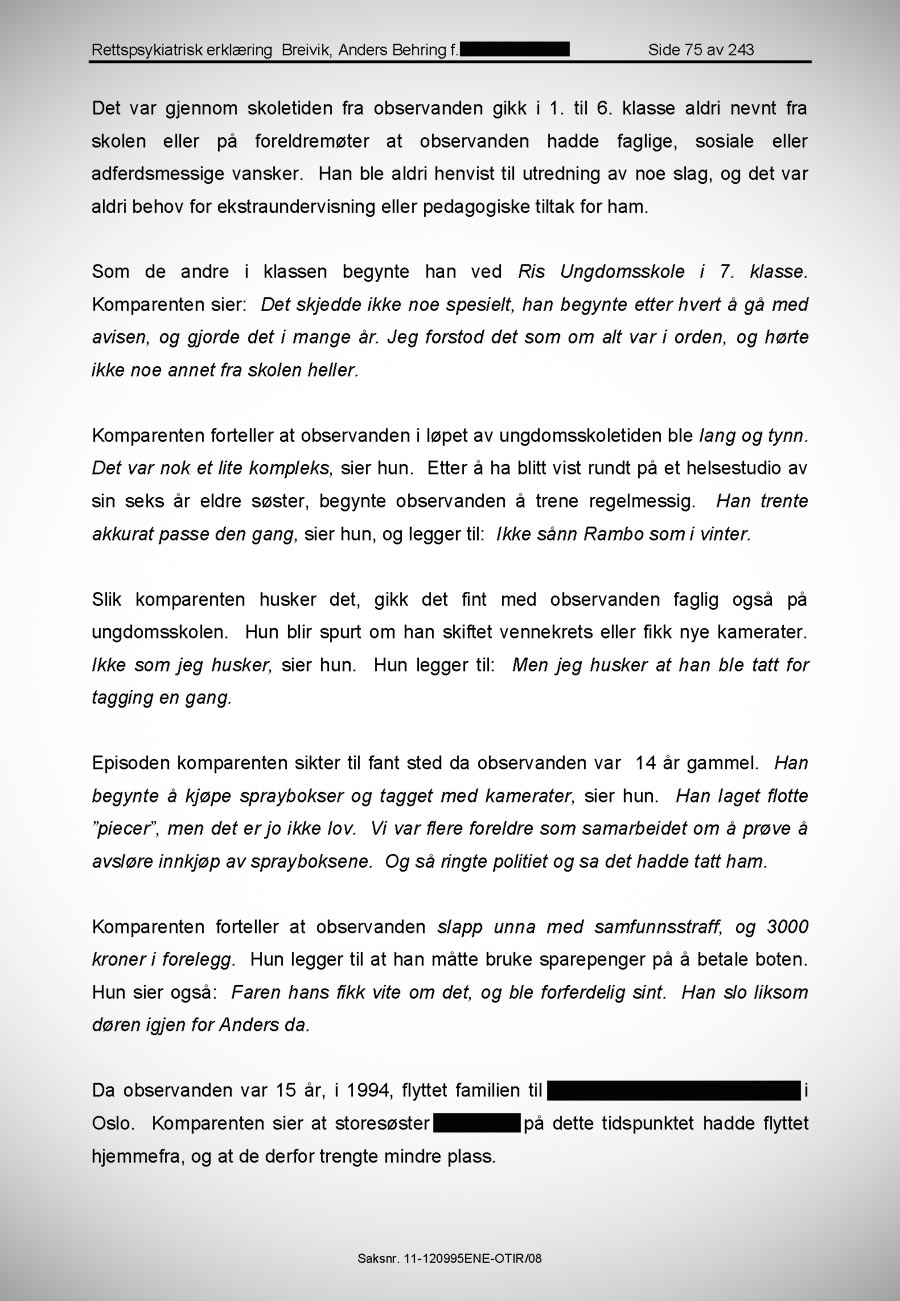 Rettspsykiatrisk erklæring  Breivik, Anders Behring f. Side 75 av 243
Det var gjennom skoletiden fra observanden gikk i 1. til 6. klasse aldri nevnt fra
skolen eller på foreldremøter at observanden hadde faglige, sosiale eller
adferdsmessige vansker.  Han ble aldri henvist til utredning av noe slag, og det var
aldri behov for ekstraundervisning eller pedagogiske tiltak for ham.
Som de andre i klassen begynte han ved Ris Ungdomsskole i 7. klasse.
Komparenten sier:  Det skjedde ikke noe spesielt, han begynte etter hvert å gå med
avisen, og gjorde det i mange år. Jeg forstod det som om alt var i orden, og hørte
ikke noe annet fra skolen heller.
Komparenten forteller at observanden i løpet av ungdomsskoletiden ble lang og tynn.
Det var nok et lite kompleks, sier hun.  Etter å ha blitt vist rundt på et helsestudio av
sin seks år eldre søster, begynte observanden å trene regelmessig.  Han trente
akkurat passe den gang, sier hun, og legger til:  Ikke sånn Rambo som i vinter.
Slik komparenten husker det, gikk det fint med observanden faglig også på
ungdomsskolen.  Hun blir spurt om han skiftet vennekrets eller fikk nye kamerater.
Ikke som jeg husker, sier hun.  Hun legger til:  Men jeg husker at han ble tatt for
tagging en gang.
Episoden komparenten sikter til fant sted da observanden var  14 år gammel.  Han
begynte å kjøpe spraybokser og tagget med kamerater, sier hun.  Han laget flotte
”piecer”, men det er jo ikke lov.  Vi var flere foreldre som samarbeidet om å prøve å
avsløre innkjøp av sprayboksene.  Og så ringte politiet og sa det hadde tatt ham.
Komparenten forteller at observanden slapp unna med samfunnsstraff, og 3000
kroner i forelegg.  Hun legger til at han måtte bruke sparepenger på å betale boten.
Hun sier også:  Faren hans fikk vite om det, og ble forferdelig sint.  Han slo liksom
døren igjen for Anders da.
Da observanden var 15 år, i 1994, flyttet familien til i
Oslo.  Komparenten sier at storesøster på dette tidspunktet hadde flyttet
hjemmefra, og at de derfor trengte mindre plass.
Saksnr. 11-120995ENE-OTIR/08